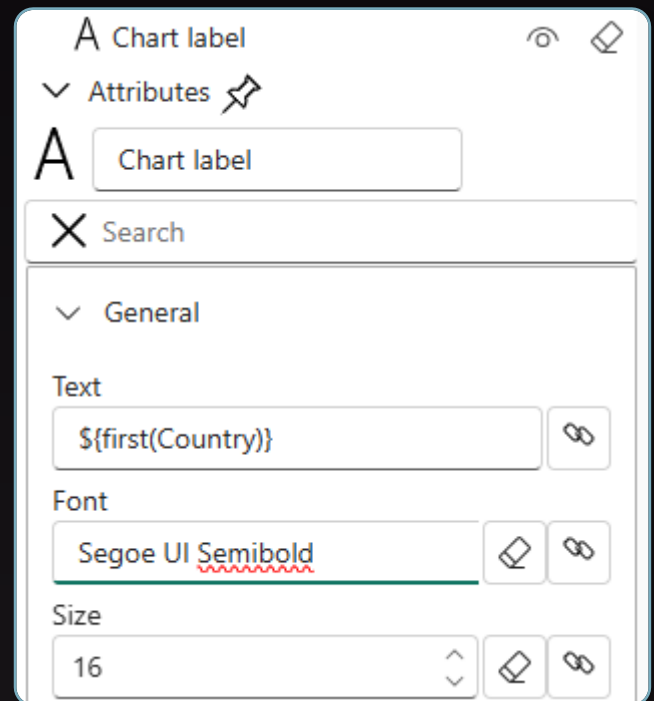 A Chart label
Attributes
A Chart label
Search
General
Text
${first(Country)}
Font
Segoe UI Semibold
Size
16